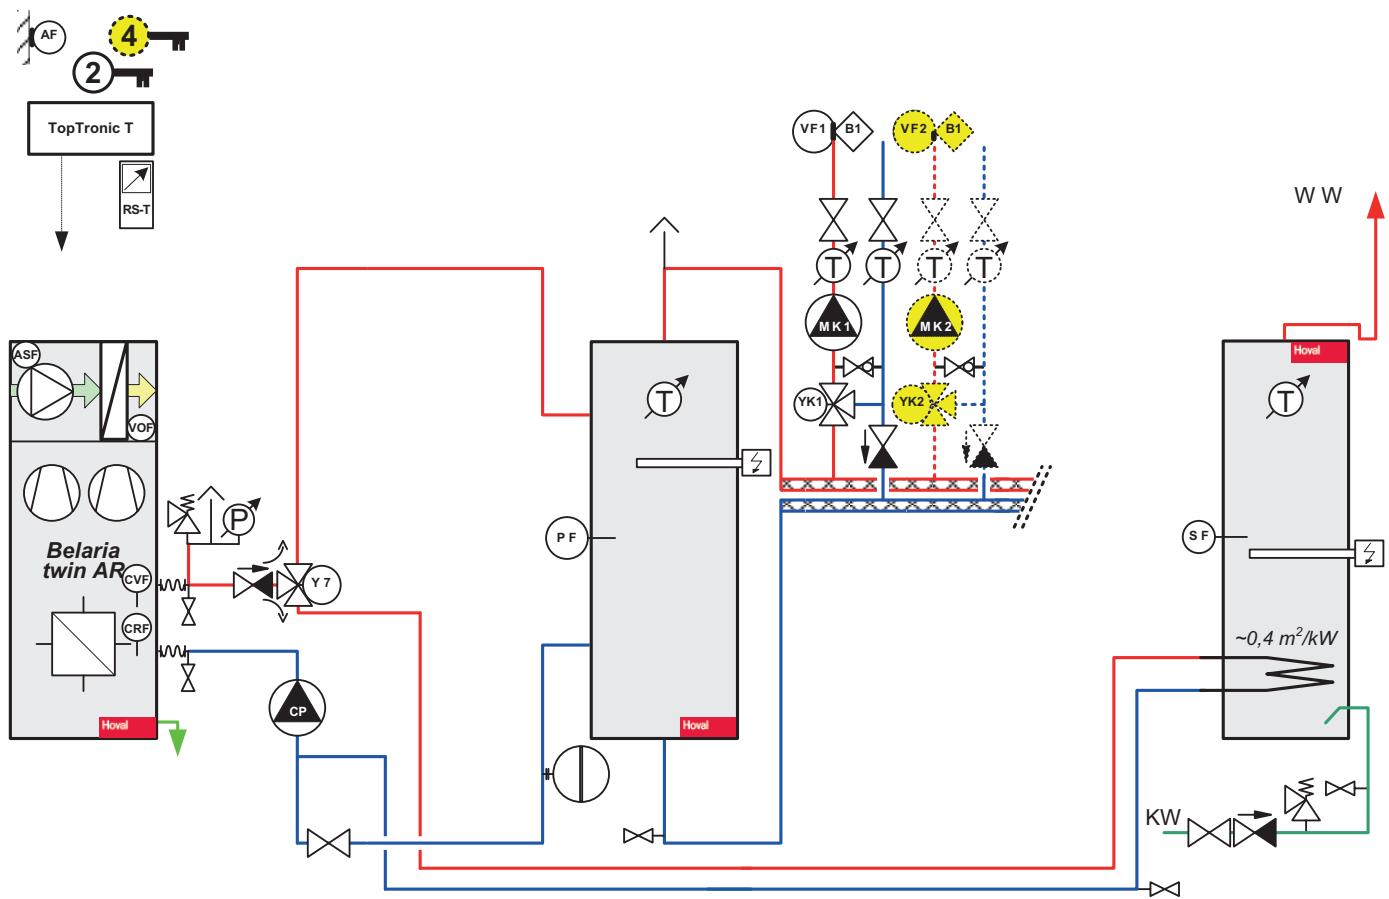 AF
4
2
TopTronic T
RS-T
VF1
B1
VF2
B1
W W
T
T
T
T
MK1
MK2
ASF
Hoval
T
T
YK1
YK2
VOF
P
PF
SF
Belaria
twin AR
CVF
Y 7
CRF
~0,4 m²/kW
CP
Hoval
Hoval
KW